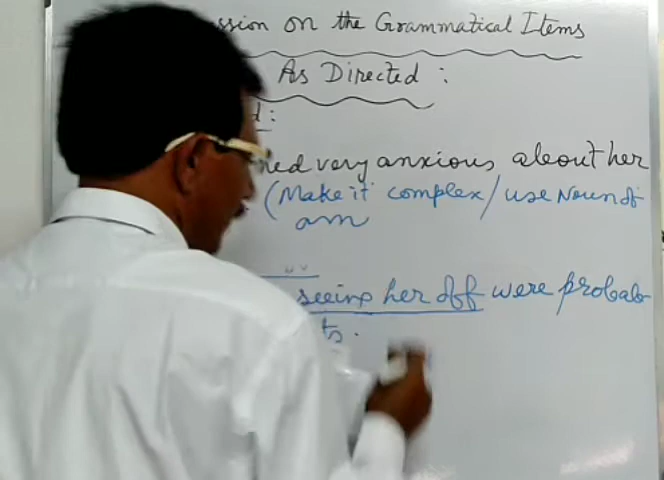 ssion on the Grammatical Items
As Directed :
d :
red very anxious about her
(Make it complex/use Noun of
am
seeing her off were probab
ts.